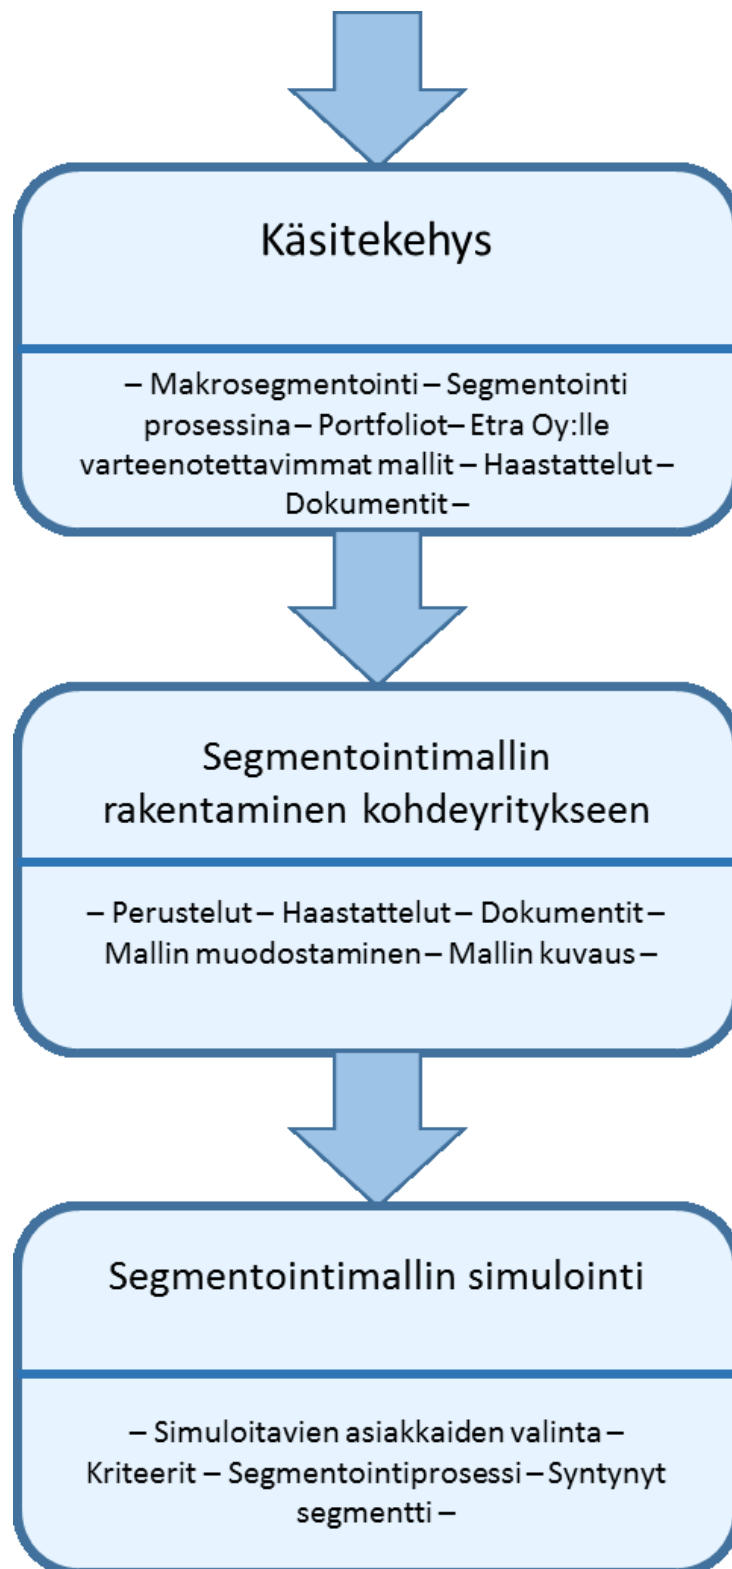 Käsitekehys
– Makrosegmentointi – Segmentointi
prosessina – Portfoliot – Etra Oy:lle
varteenotettavimmat mallit – Haastattelut –
Dokumentit –
Segmentointimallin
rakentaminen kohdeyritykseen
– Perustelut – Haastattelut – Dokumentit –
Mallin muodostaminen – Mallin kuvaus –
Segmentointimallin simulointi
– Simuloitavien asiakkaiden valinta –
Kriteerit – Segmentointiprosessi – Syntynyt
segmentti –